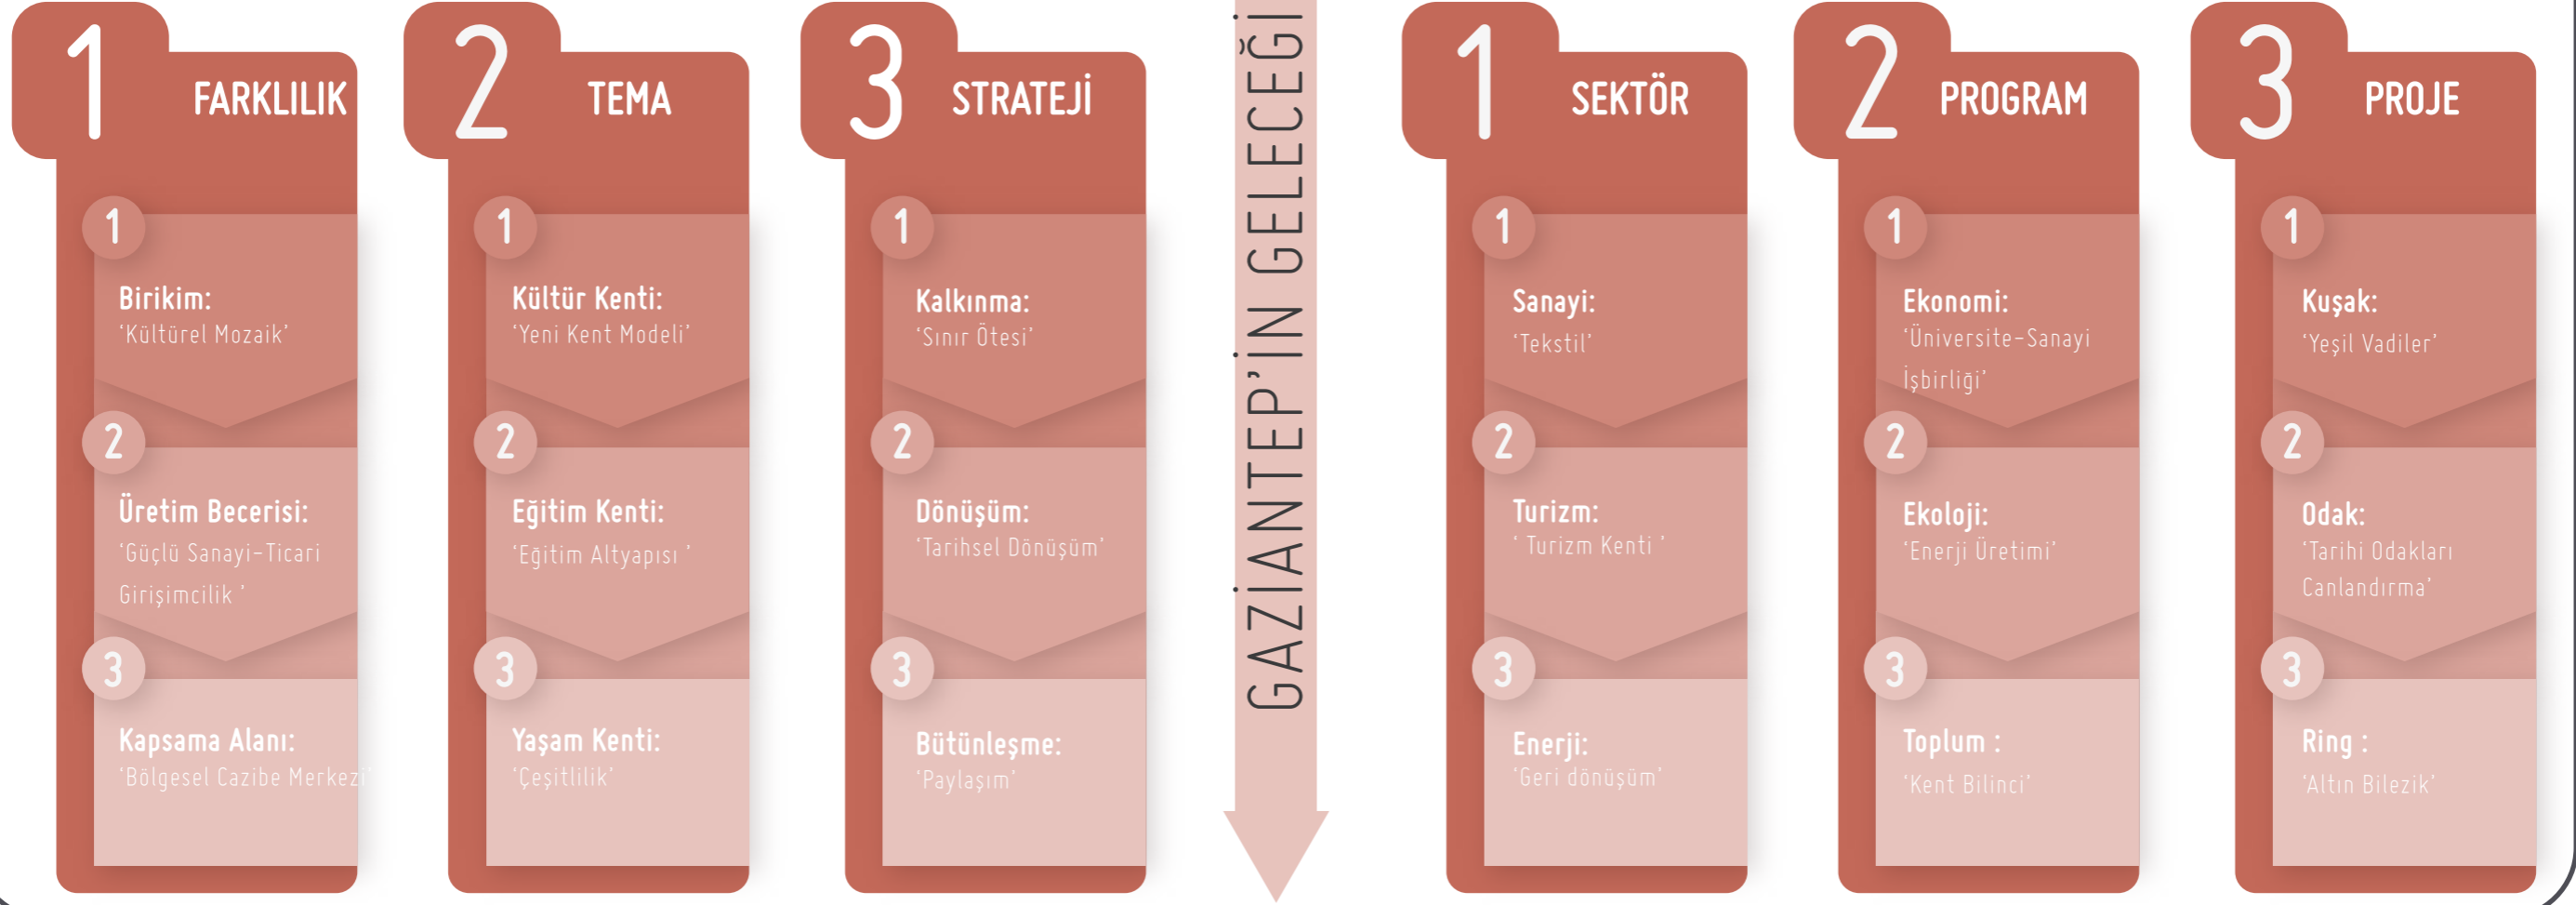 1
FARKLILIK
1
Birikim:
‘Kültürel Mozaik’
2
Üretim Becerisi:
‘Güçlü Sanayi-Ticari
Girişimcilik ’
3
Kapsama Alanı:
‘Bölgesel Cazibe Merkezi’
2
TEMA
1
Kültür Kenti:
‘Yeni Kent Modeli’
2
Eğitim Kenti:
‘Eğitim Altyapısı ’
3
Yaşam Kenti:
‘Çeşitlilik’
3
STRATEJİ
1
Kalkınma:
‘Sınır Ötesi’
2
Dönüşüm:
‘Tarihsel Dönüşüm’
3
Bütünleşme:
‘Paylaşım’
GAZİANTEP’İN GELECEĞİ
1
SEKTÖR
1
Sanayi:
‘Tekstil’
2
Turizm:
‘ Turizm Kenti ’
3
Enerji:
‘Geri dönüşüm’
2
PROGRAM
1
Ekonomi:
‘Üniversite-Sanayi
İşbirliği’
2
Ekoloji:
‘Enerji Üretimi’
3
Toplum :
‘Kent Bilinci’
3
PROJE
1
Kuşak:
‘Yeşil Vadiler’
2
Odak:
‘Tarihi Odakları
Canlandırma’
3
Ring :
‘Altın Bilezik’